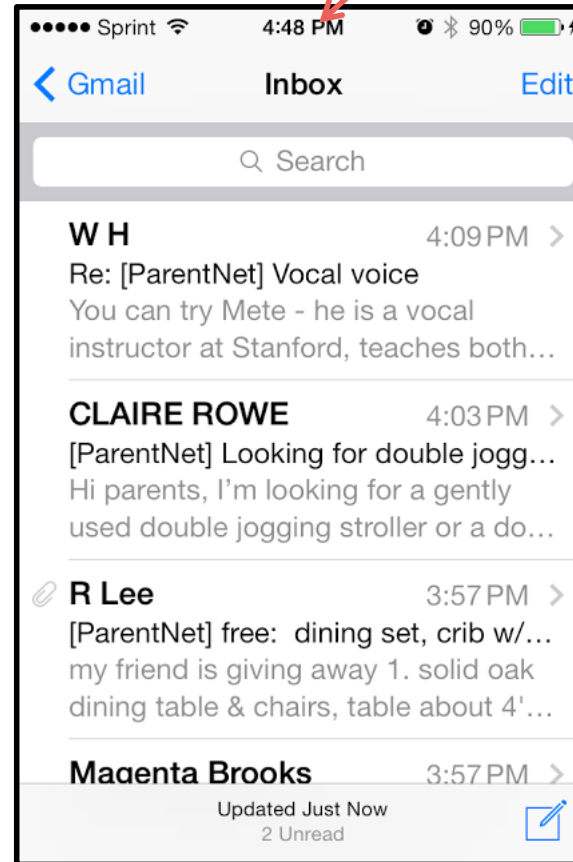 Sprint 4:48 PM 90%
Gmail Inbox Edit
Search
W H 4:09 PM
Re: [ParentNet] Vocal voice
You can try Mete - he is a vocal
instructor at Stanford, teaches both…
CLAIRE ROWE 4:03 PM
[ParentNet] Looking for double jogg…
Hi parents, I'm looking for a gently
used double jogging stroller or a do…
R Lee 3:57 PM
[ParentNet] free:  dining set, crib w/…
my friend is giving away 1. solid oak
dining table & chairs, table about 4'…
Magenta Brooks 3:57 PM
Updated Just Now
2 Unread